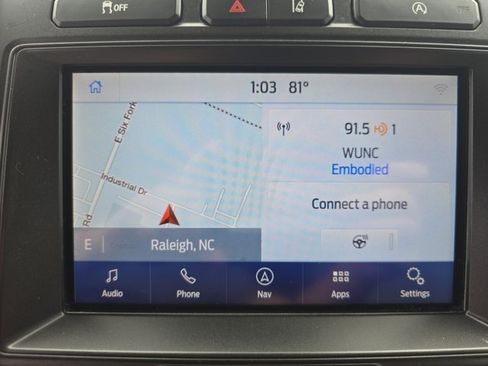 OFF
1:03 81°
E Six Fork
Rd
Industrial Dr
E
Raleigh, NC
91.5 HD 1
WUNC
Embodied
Connect a phone
Audio
Phone
Nav
Apps
Settings